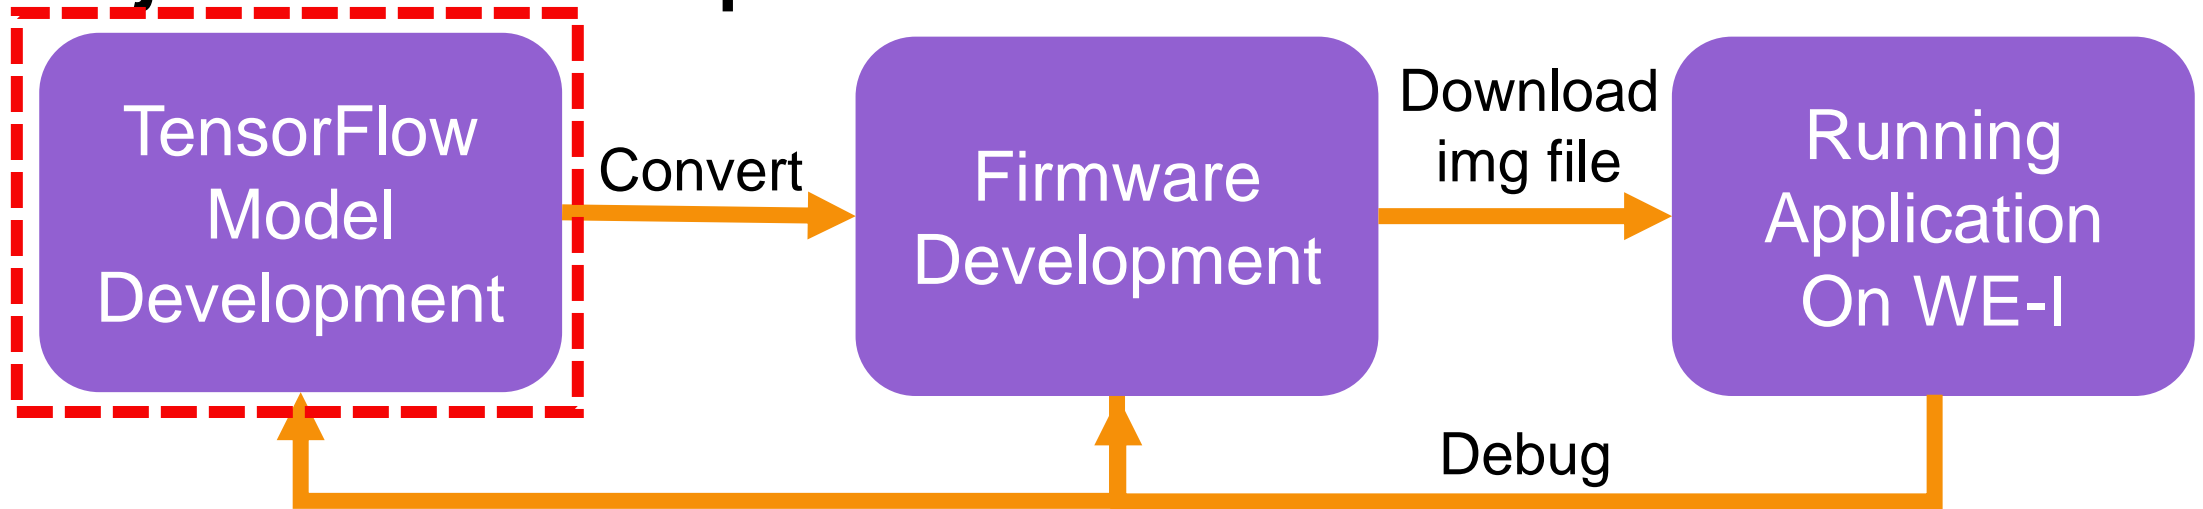 TensorFlow
Model
Development
Convert
Firmware
Development
Download
img file
Running
Application
On WE-I
Debug